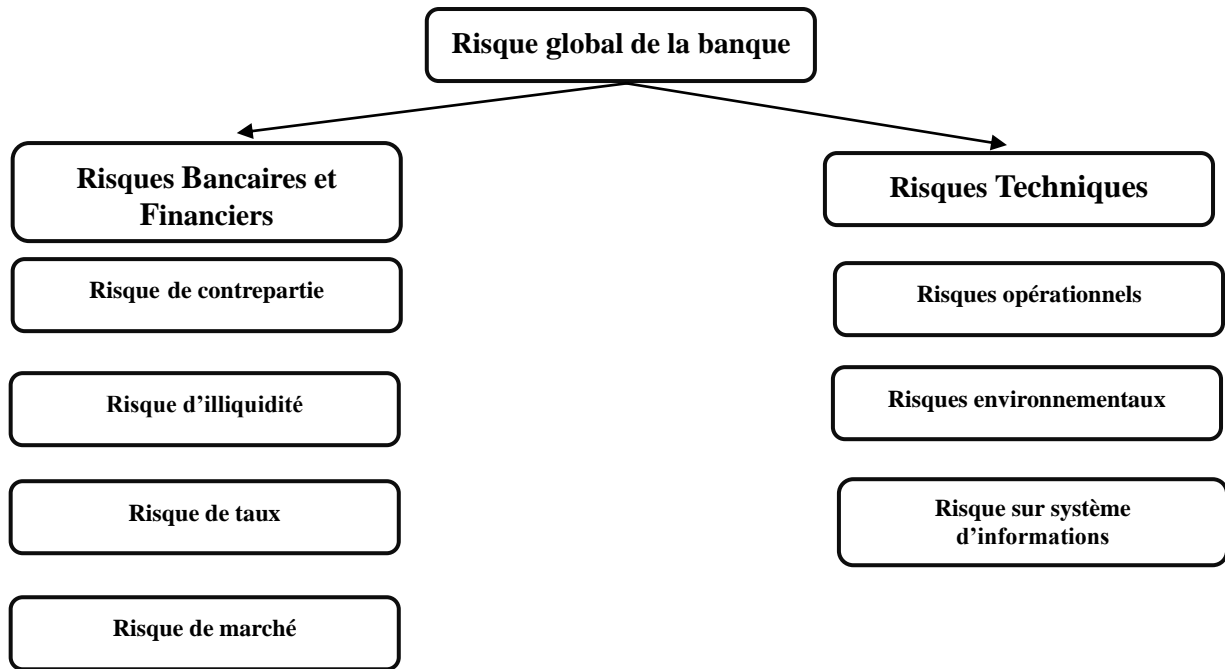 Risque global de la banque
Risques Bancaires et
Financiers
Risques Techniques
Risque de contrepartie
Risques opérationnels
Risque d’illiquidité
Risques environnementaux
Risque de taux
Risque sur système
d’informations
Risque de marché